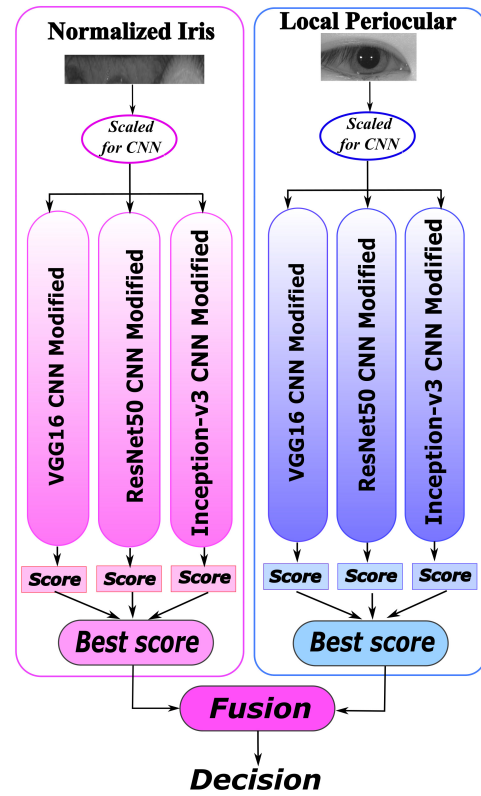 Normalized Iris
Scaled
for CNN
VGG16 CNN Modified
ResNet50 CNN Modified
Inception-v3 CNN Modified
Score
Score
Score
Best score
Local Periocular
Scaled
for CNN
VGG16 CNN Modified
ResNet50 CNN Modified
Inception-v3 CNN Modified
Score
Score
Score
Best score
Fusion
Decision